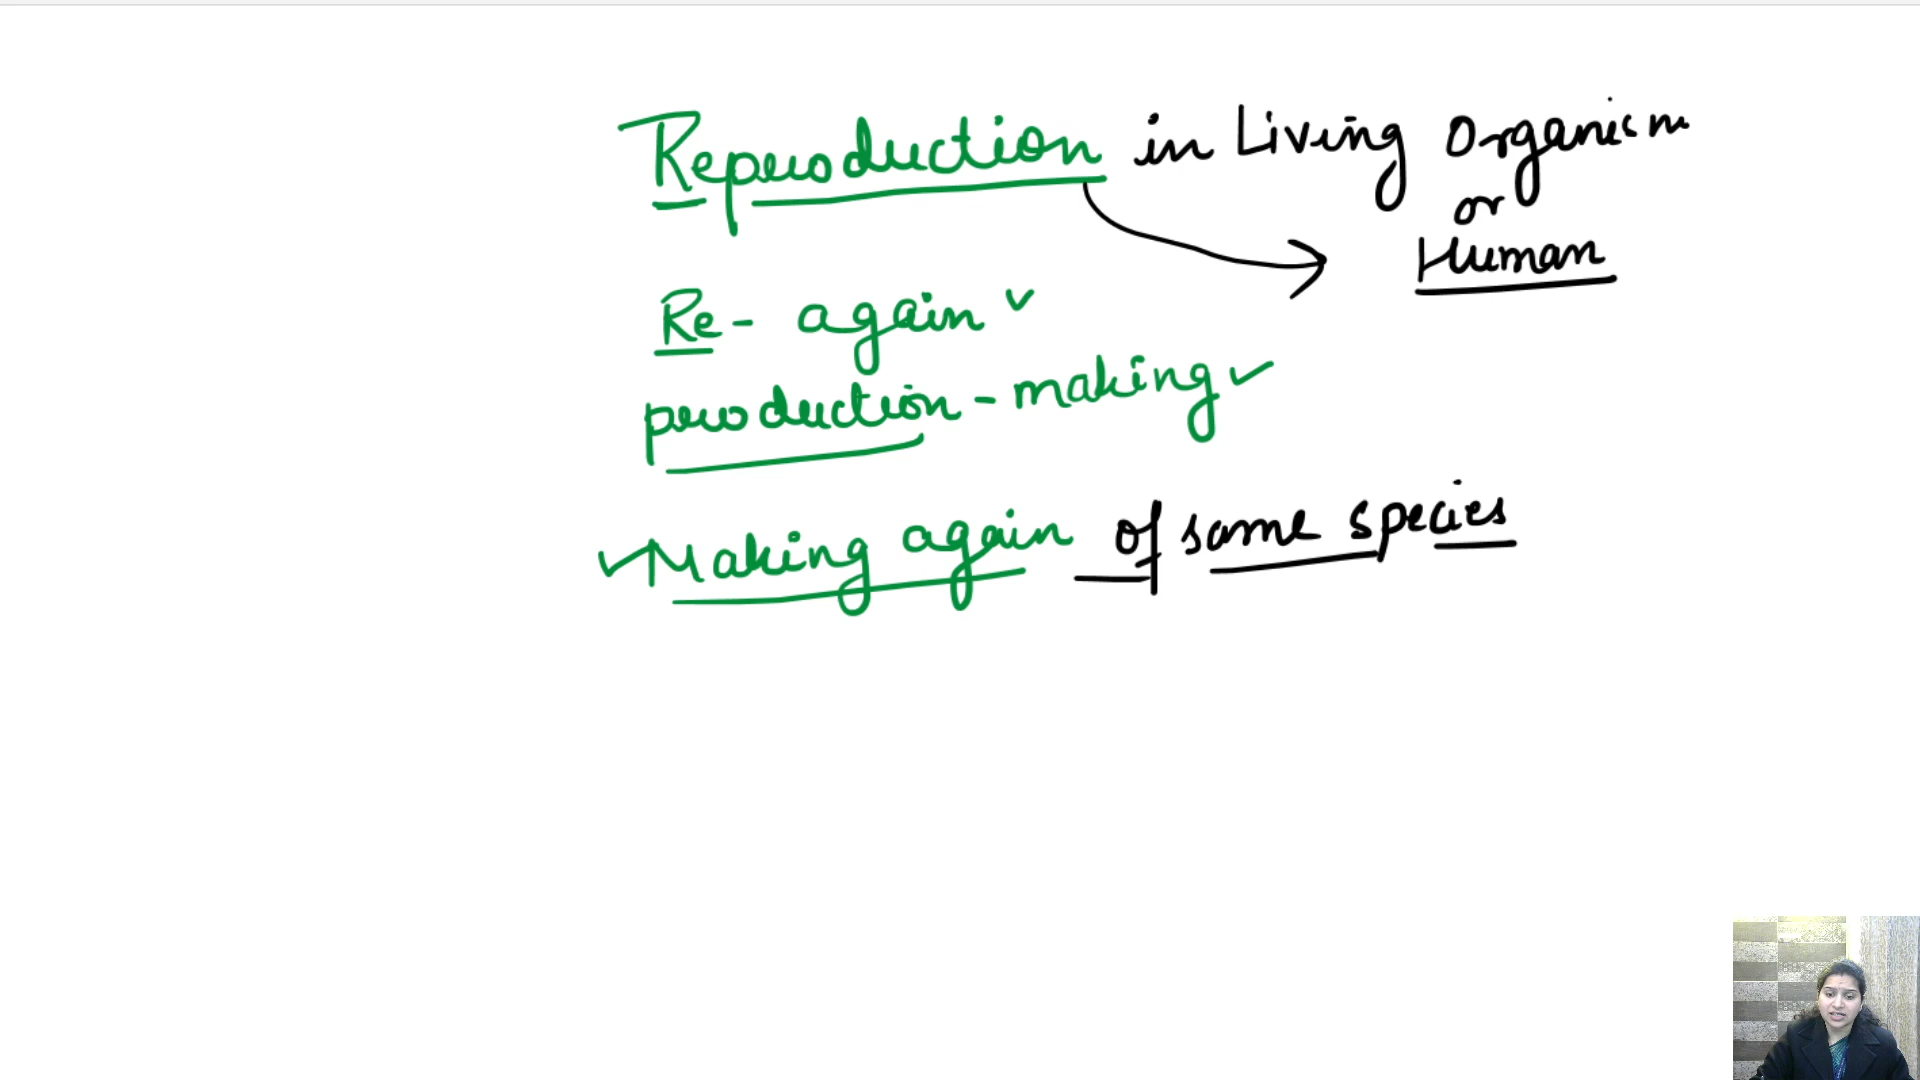 Reproduction in Living Organism
or
Human
Re - again ✓
production - making ✓
✓ Making again of same species